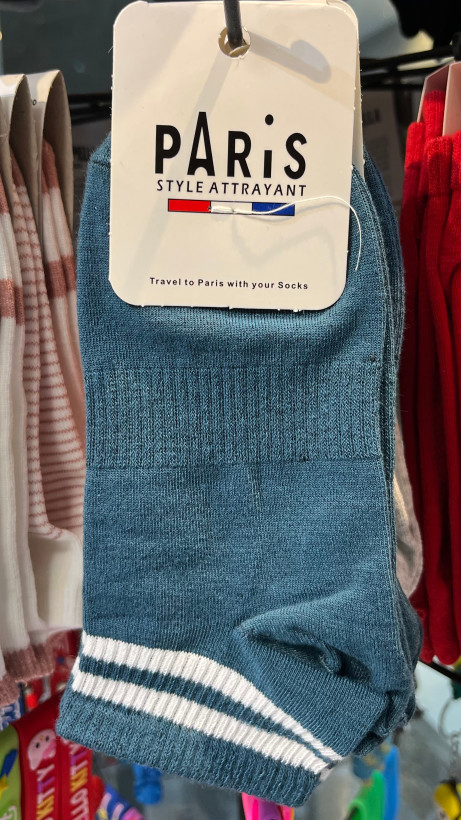 PARiS
STYLE ATTRAYANT
Travel to Paris with your Socks